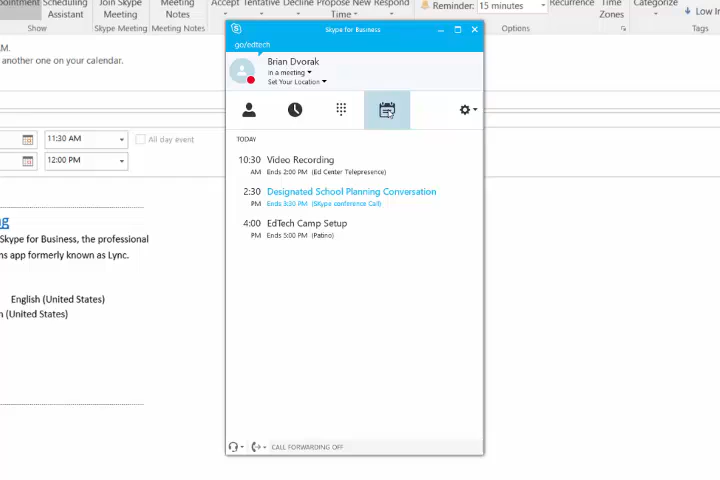 Scheduling
Assistant
Show
Join Skype
Meeting
Skype Meeting
Meeting
Notes
Meeting Notes
Accept
Tentative
Decline
Propose New
Time
Respond
Reminder:
15 minutes
Options
Recurrence
Time
Zones
Categorize
Low
Tags
another one on your calendar.
11:30 AM
All day event
12:00 PM
Skype for Business, the professional
app formerly known as Lync.
English (United States)
(United States)
Skype for Business
go/edtech
Brian Dvorak
In a meeting
Set Your Location
TODAY
10:30 Video Recording
AM Ends 2:00 PM (Ed Center Telepresence)
2:30 Designated School Planning Conversation
PM Ends 3:30 PM (SKype conference Call)
4:00 EdTech Camp Setup
PM Ends 5:00 PM (Patino)
CALL FORWARDING OFF